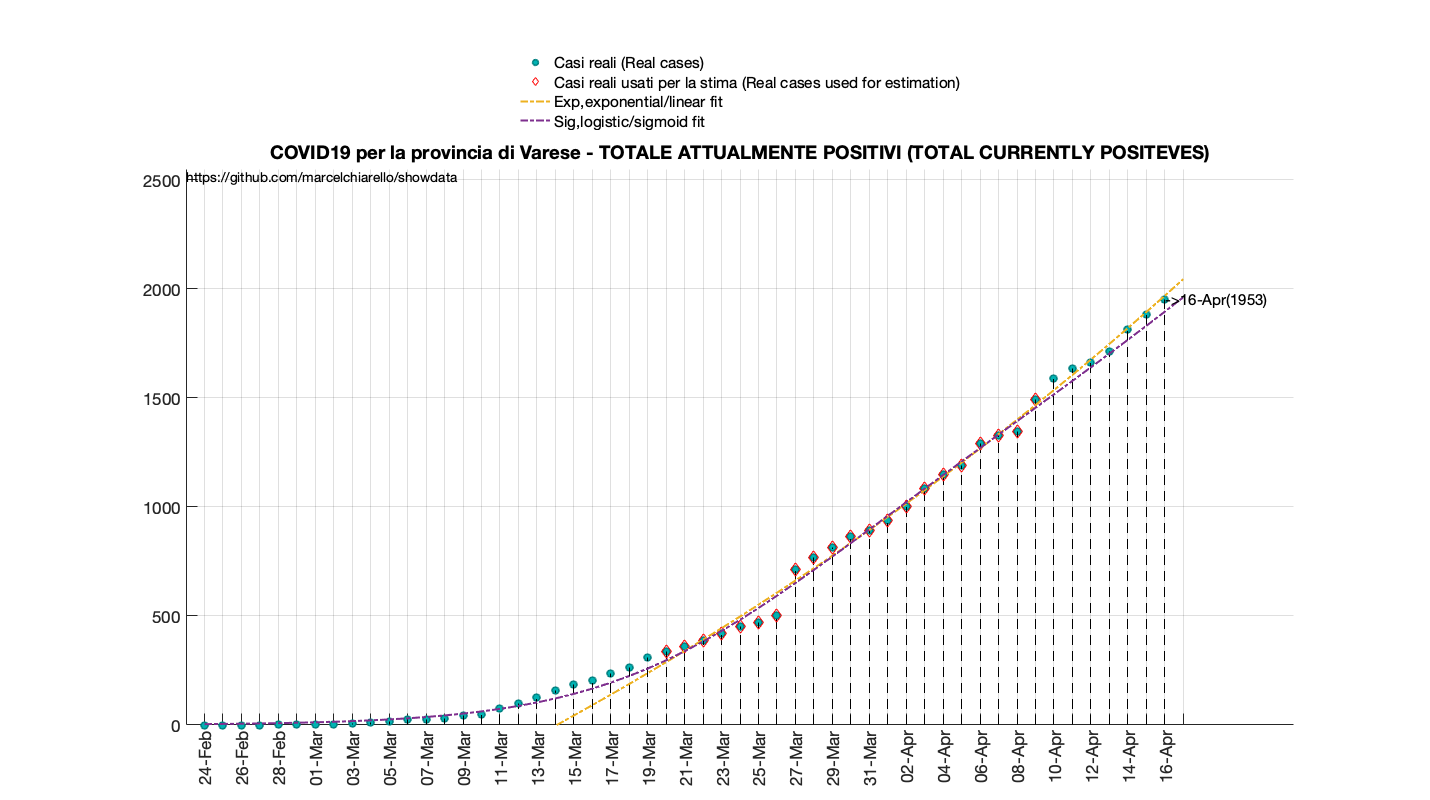 Casi reali (Real cases)
Casi reali usati per la stima (Real cases used for estimation)
Exp,exponential/linear fit
Sig,logistic/sigmoid fit
COVID19 per la provincia di Varese - TOTALE ATTUALMENTE POSITIVI (TOTAL CURRENTLY POSITEVES)
https://github.com/marcelchiarello/showdata
2500
2000
->16-Apr(1953)
1500
1000
500
0
24-Feb
26-Feb
28-Feb
01-Mar
03-Mar
05-Mar
07-Mar
09-Mar
11-Mar
13-Mar
15-Mar
17-Mar
19-Mar
21-Mar
23-Mar
25-Mar
27-Mar
29-Mar
31-Mar
02-Apr
04-Apr
06-Apr
08-Apr
10-Apr
12-Apr
14-Apr
16-Apr